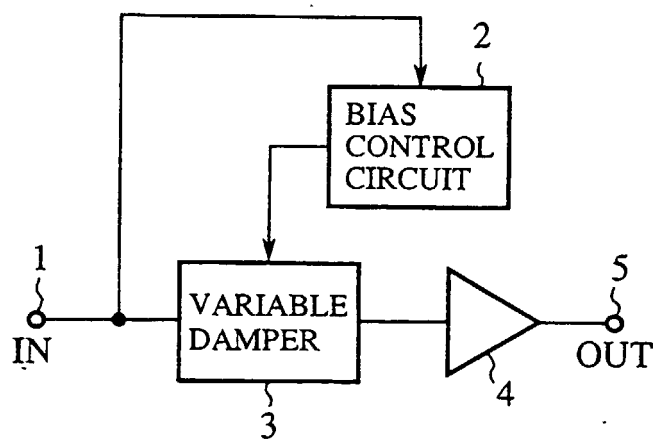 2
BIAS
CONTROL
CIRCUIT
1
VARIABLE
DAMPER
5
IN
OUT
3
4